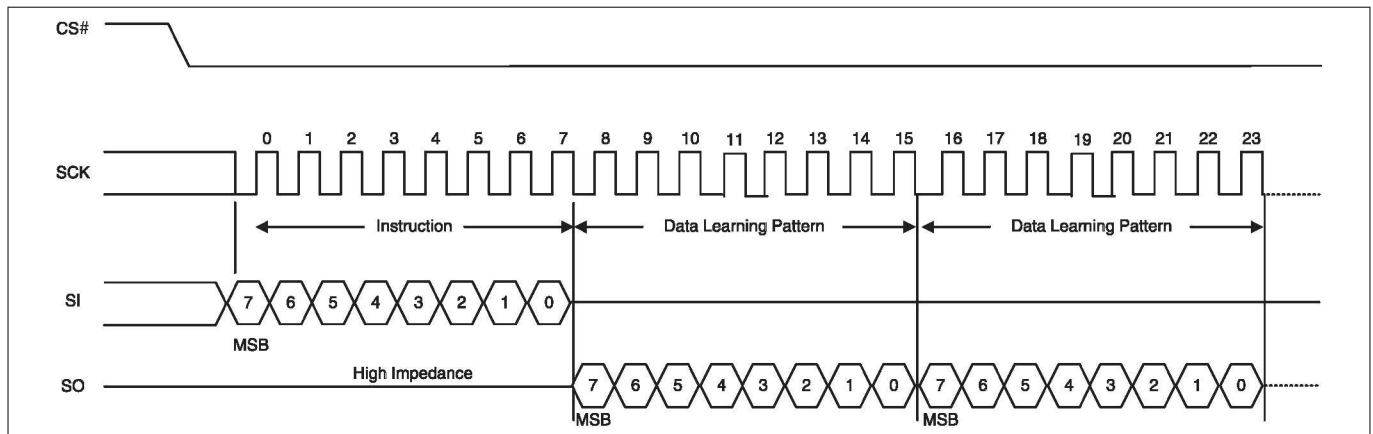 CS#
0 1 2 3 4 5 6 7 8 9 10 11 12 13 14 15 16 17 18 19 20 21 22 23
SCK
Instruction Data Learning Pattern Data Learning Pattern
SI 7 6 5 4 3 2 1 0
MSB
High Impedance
SO 7 6 5 4 3 2 1 0 7 6 5 4 3 2 1 0
MSB MSB